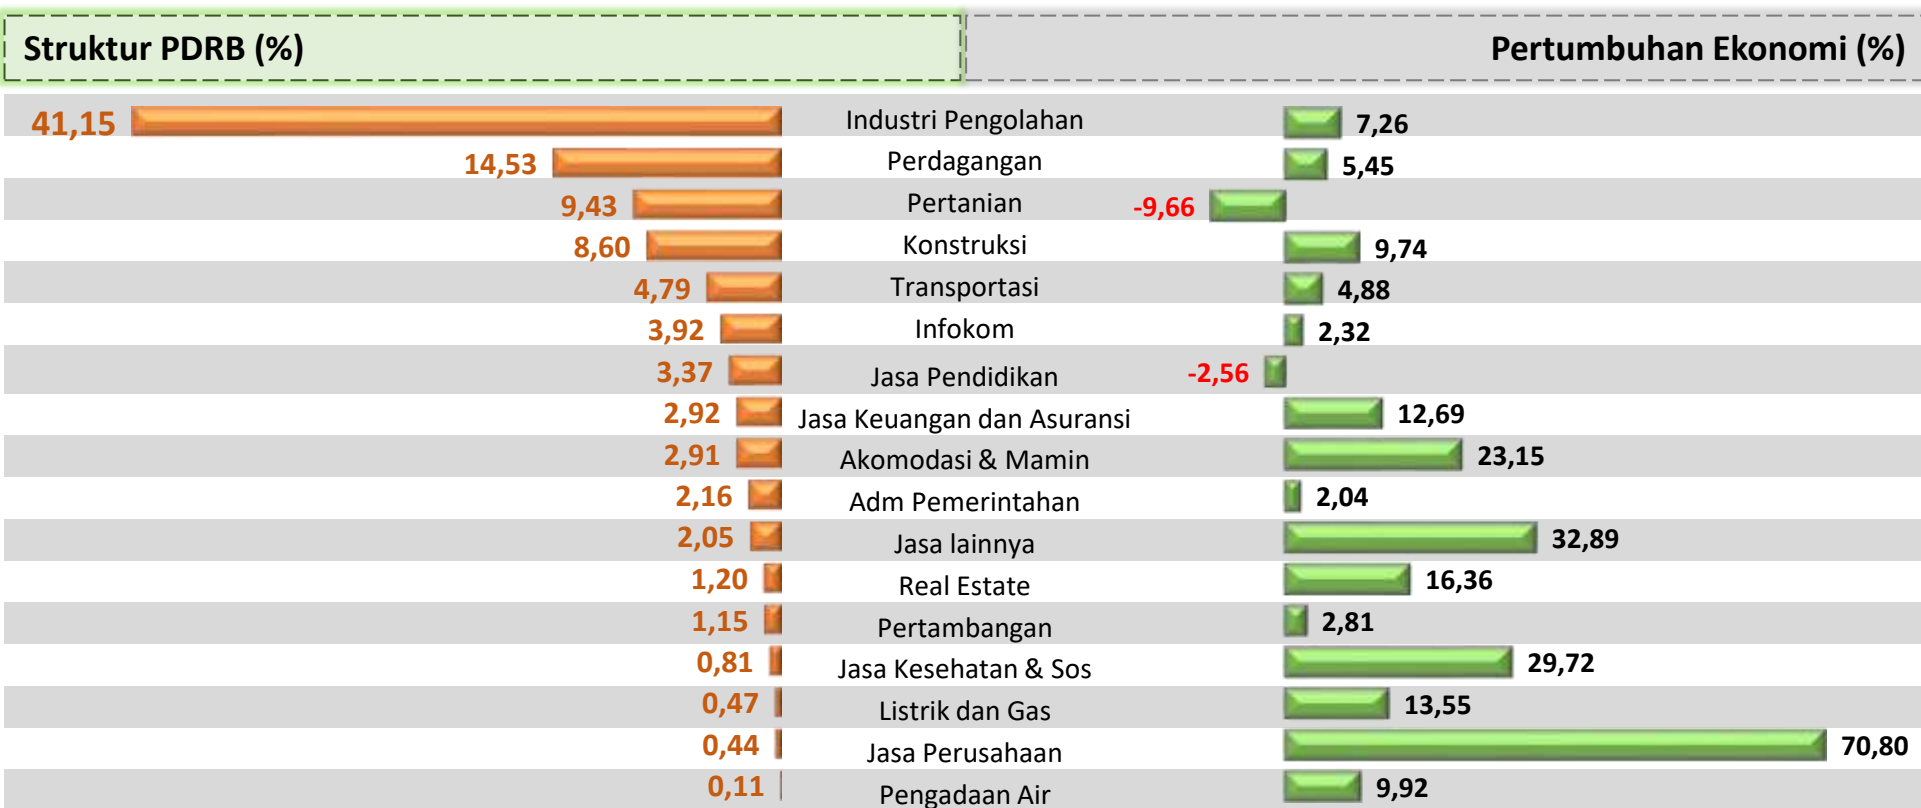 Struktur PDRB (%) Pertumbuhan Ekonomi (%)
41,15 Industri Pengolahan 7,26
14,53 Perdagangan 5,45
9,43 Pertanian -9,66
8,60 Konstruksi 9,74
4,79 Transportasi 4,88
3,92 Infokom 2,32
3,37 Jasa Pendidikan -2,56
2,92 Jasa Keuangan dan Asuransi 12,69
2,91 Akomodasi & Mamin 23,15
2,16 Adm Pemerintahan 2,04
2,05 Jasa lainnya 32,89
1,20 Real Estate 16,36
1,15 Pertambangan 2,81
0,81 Jasa Kesehatan & Sos 29,72
0,47 Listrik dan Gas 13,55
0,44 Jasa Perusahaan 70,80
0,11 Pengadaan Air 9,92